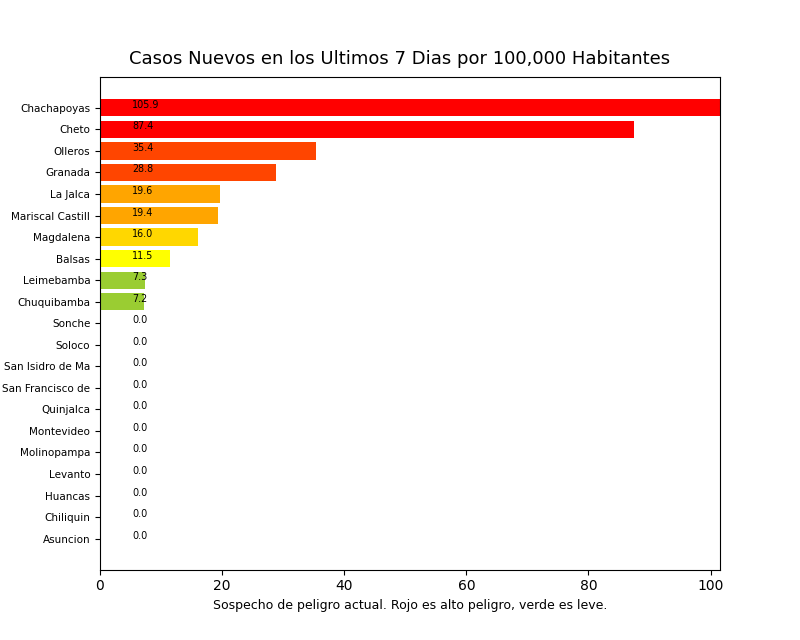 Casos Nuevos en los Ultimos 7 Dias por 100,000 Habitantes
Chachapoyas 105.9
Cheto 87.4
Olleros 35.4
Granada 28.8
La Jalca 19.6
Mariscal Castill 19.4
Magdalena 16.0
Balsas 11.5
Leimebamba 7.3
Chuquibamba 7.2
Sonche 0.0
Soloco 0.0
San Isidro de Ma 0.0
San Francisco de 0.0
Quinjalca 0.0
Montevideo 0.0
Molinopampa 0.0
Levanto 0.0
Huancas 0.0
Chiliquin 0.0
Asuncion 0.0
0 20 40 60 80 100
Sospecho de peligro actual. Rojo es alto peligro, verde es leve.